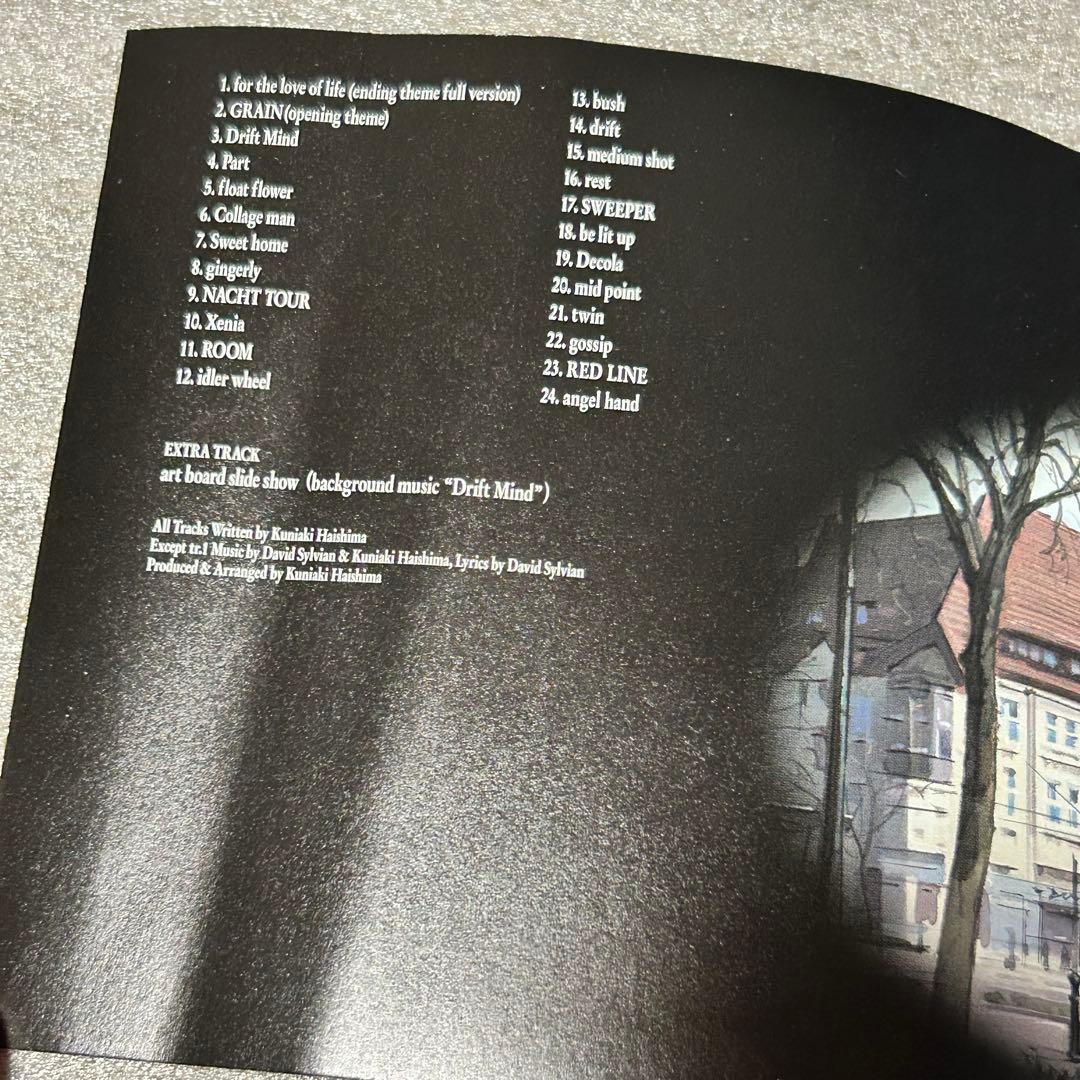 1. for the love of life (ending theme full version)
2. GRAIN(opening theme)
3. Drift Mind
4. Part
5. float flower
6. Collage man
7. Sweet home
8. gingerly
9. NACHT TOUR
10. Xenia
11. ROOM
12. idler wheel
13. bush
14. drift
15. medium shot
16. rest
17. SWEEPER
18. be lit up
19. Decola
20. mid point
21. twin
22. gossip
23. RED LINE
24. angel hand
EXTRA TRACK
art board slide show (background music “Drift Mind”)
All Tracks Written by Kuniaki Haishima
Except tr.1 Music by David Sylvian & Kuniaki Haishima, Lyrics by David Sylvian
Produced & Arranged by Kuniaki Haishima